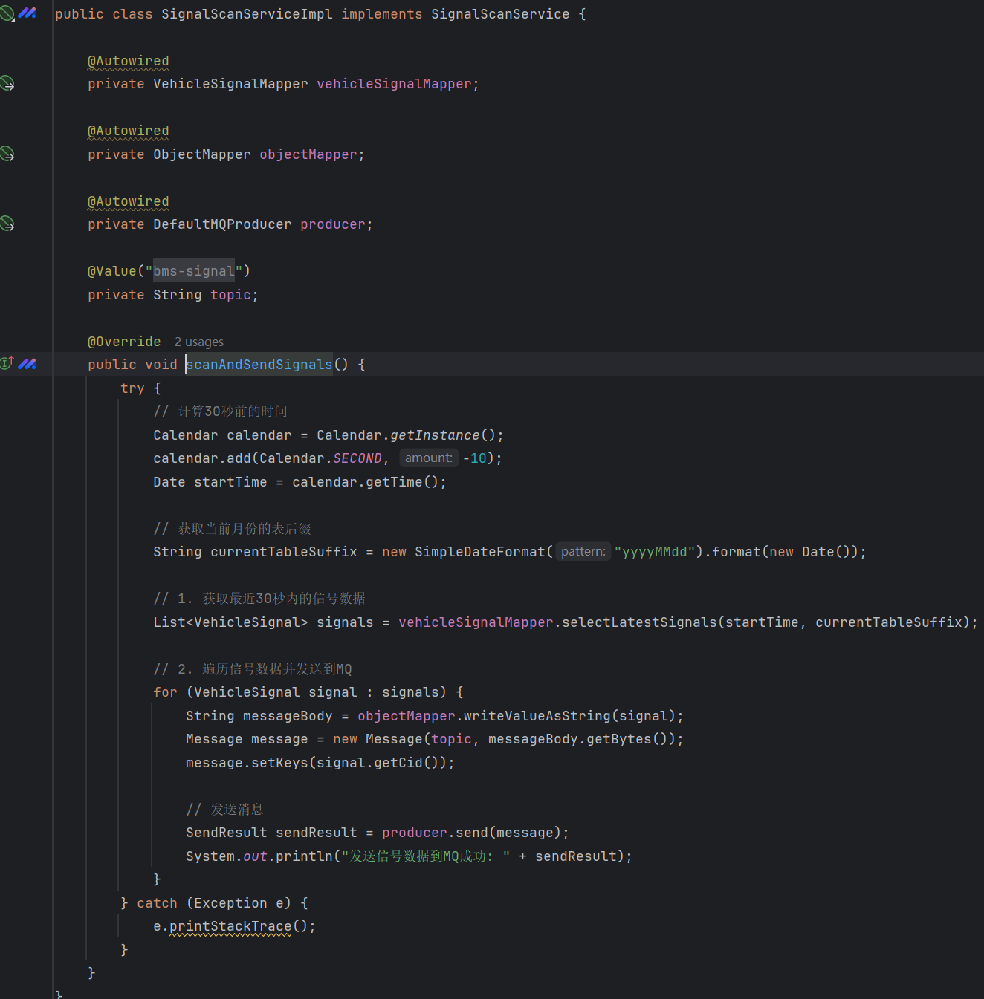 public class SignalScanServiceImpl implements SignalScanService {
@Autowired
private VehicleSignalMapper vehicleSignalMapper;
@Autowired
private ObjectMapper objectMapper;
@Autowired
private DefaultMQProducer producer;
@Value("bms-signal")
private String topic;
@Override 2 usages
public void scanAndSendSignals() {
try {
// 计算30秒前的时间
Calendar calendar = Calendar.getInstance();
calendar.add(Calendar.SECOND, amount: -10);
Date startTime = calendar.getTime();
// 获取当前月份的表后缀
String currentTableSuffix = new SimpleDateFormat( pattern: "yyyyMMdd").format(new Date());
// 1. 获取最近30秒内的信号数据
List<VehicleSignal> signals = vehicleSignalMapper.selectLatestSignals(startTime, currentTableSuffix);
// 2. 遍历信号数据并发送到MQ
for (VehicleSignal signal : signals) {
String messageBody = objectMapper.writeValueAsString(signal);
Message message = new Message(topic, messageBody.getBytes());
message.setKeys(signal.getCid());
// 发送消息
SendResult sendResult = producer.send(message);
System.out.println("发送信号数据到MQ成功: " + sendResult);
}
} catch (Exception e) {
e.printStackTrace();
}
}
}